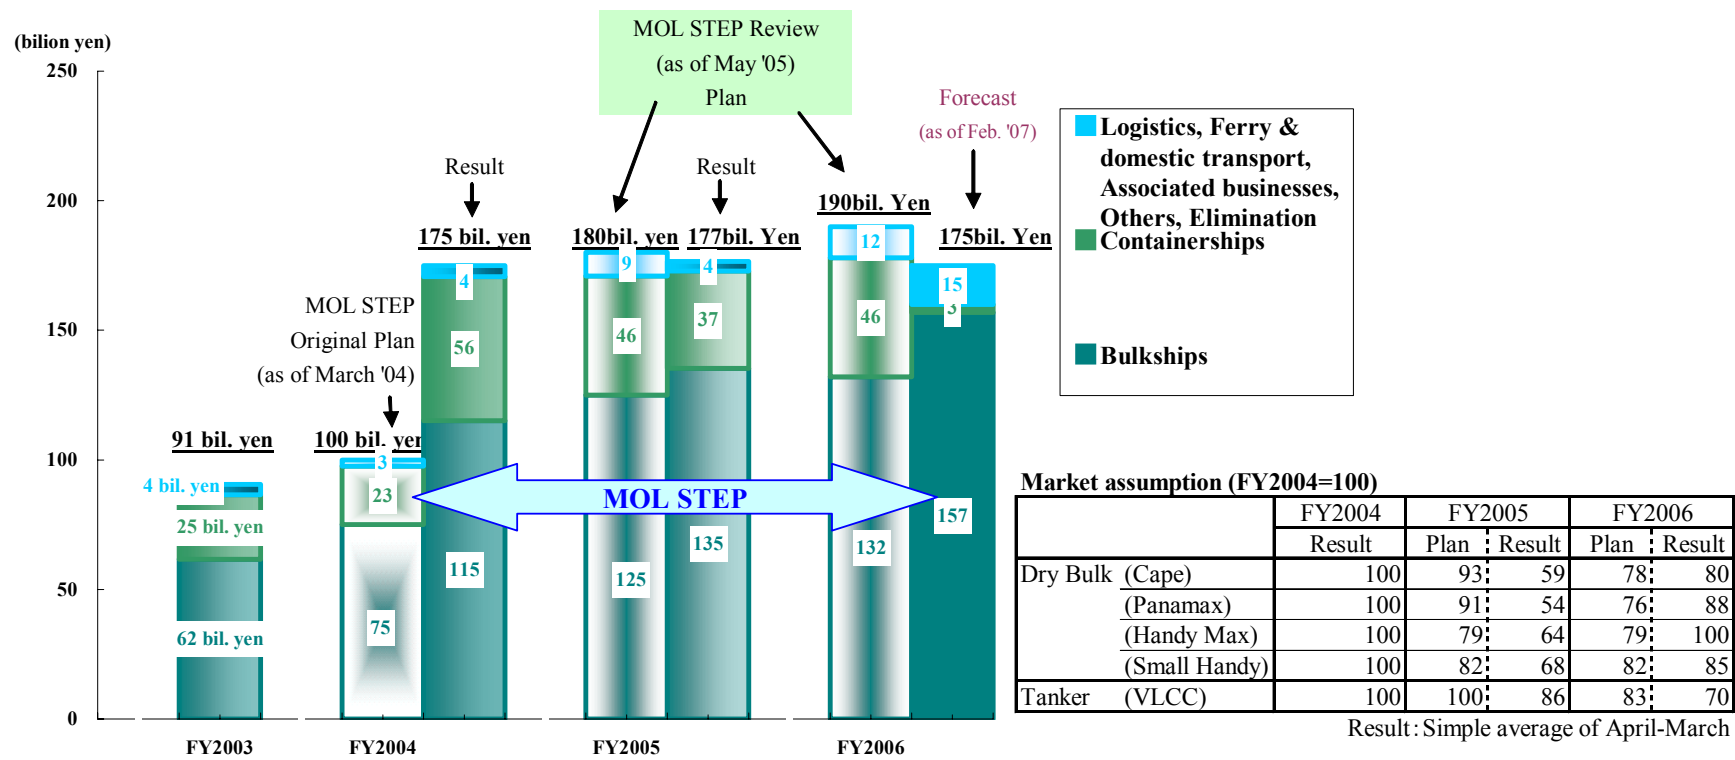 (bilion yen)
250
200
150
100
50
0
MOL STEP Review
(as of May '05)
Plan
Forecast
(as of Feb. '07)
Result
Result
MOL STEP
Original Plan
(as of March '04)
91 bil. yen
100 bil. yen
175 bil. yen
180bil. yen
177bil. Yen
190bil. Yen
175bil. Yen
4 bil. yen
25 bil. yen
62 bil. yen
3
23
75
4
56
115
9
46
125
4
37
135
12
46
132
15
3
157
MOL STEP
FY2003
FY2004
FY2005
FY2006
Logistics, Ferry &
domestic transport,
Associated businesses,
Others, Elimination
Containerships
Bulkships
Market assumption (FY2004=100)
FY2004 FY2005 FY2006
Result Plan Result Plan Result
Dry Bulk (Cape) 100 93 59 78 80
(Panamax) 100 91 54 76 88
(Handy Max) 100 79 64 79 100
(Small Handy) 100 82 68 82 85
Tanker (VLCC) 100 100 86 83 70
Result : Simple average of April-March